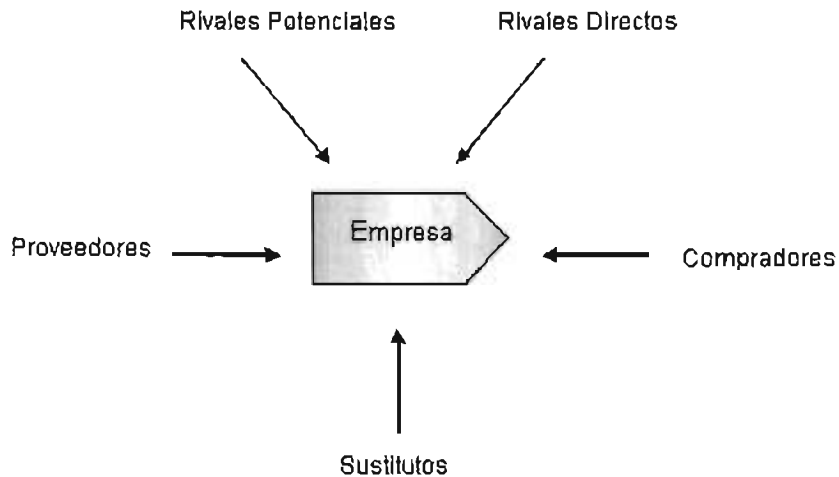 Rivales Potenciales
Rivales Directos
Empresa
Proveedores
Compradores
Sustitutos